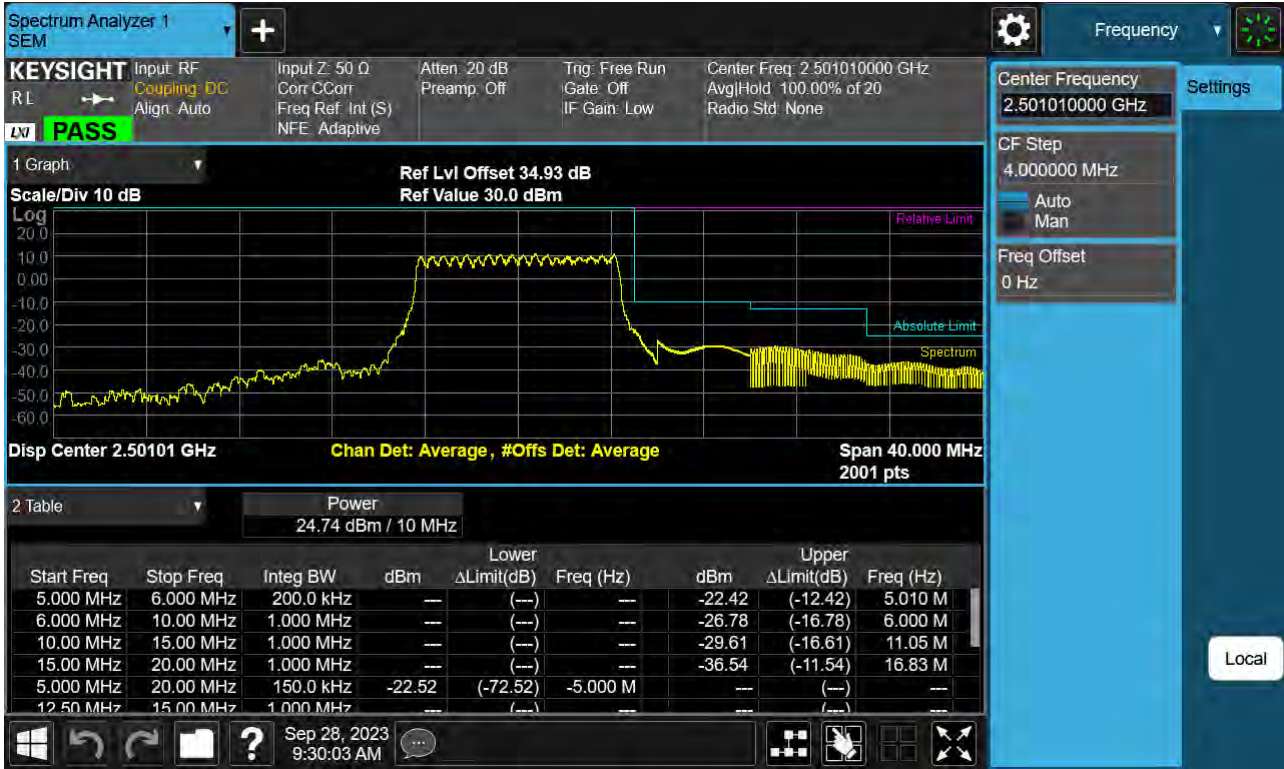 Spectrum Analyzer 1
SEM
Frequency
KEYSIGHT
R L
LXI PASS
Input: RF
Coupling: DC
Align: Auto
Input Z: 50 Ω
Corr CCorr
Freq Ref: Int (S)
NFE: Adaptive
Atten: 20 dB
Preamp: Off
Trig: Free Run
Gate: Off
IF Gain: Low
Center Freq: 2.501010000 GHz
Avg|Hold: 100.00% of 20
Radio Std: None
Center Frequency
2.501010000 GHz
Settings
CF Step
4.000000 MHz
Auto
Man
Freq Offset
0 Hz
Local
1 Graph
Scale/Div 10 dB
Ref Lvl Offset 34.93 dB
Ref Value 30.0 dBm
Log
20.0
10.0
0.00
-10.0
-20.0
-30.0
-40.0
-50.0
-60.0
Relative Limit
Absolute Limit
Spectrum
Disp Center 2.50101 GHz
Chan Det: Average, #Offs Det: Average
Span 40.000 MHz
2001 pts
2 Table
Power
24.74 dBm / 10 MHz
Lower Upper
Start Freq Stop Freq Integ BW dBm ΔLimit(dB) Freq (Hz) dBm ΔLimit(dB) Freq (Hz)
5.000 MHz 6.000 MHz 200.0 kHz --- (---) --- -22.42 (-12.42) 5.010 M
6.000 MHz 10.00 MHz 1.000 MHz --- (---) --- -26.78 (-16.78) 6.000 M
10.00 MHz 15.00 MHz 1.000 MHz --- (---) --- -29.61 (-16.61) 11.05 M
15.00 MHz 20.00 MHz 1.000 MHz --- (---) --- -36.54 (-11.54) 16.83 M
5.000 MHz 20.00 MHz 150.0 kHz -22.52 (-72.52) -5.000 M --- (---) ---
12.50 MHz 15.00 MHz 1.000 MHz --- (---) --- --- (---) ---
Sep 28, 2023
9:30:03 AM